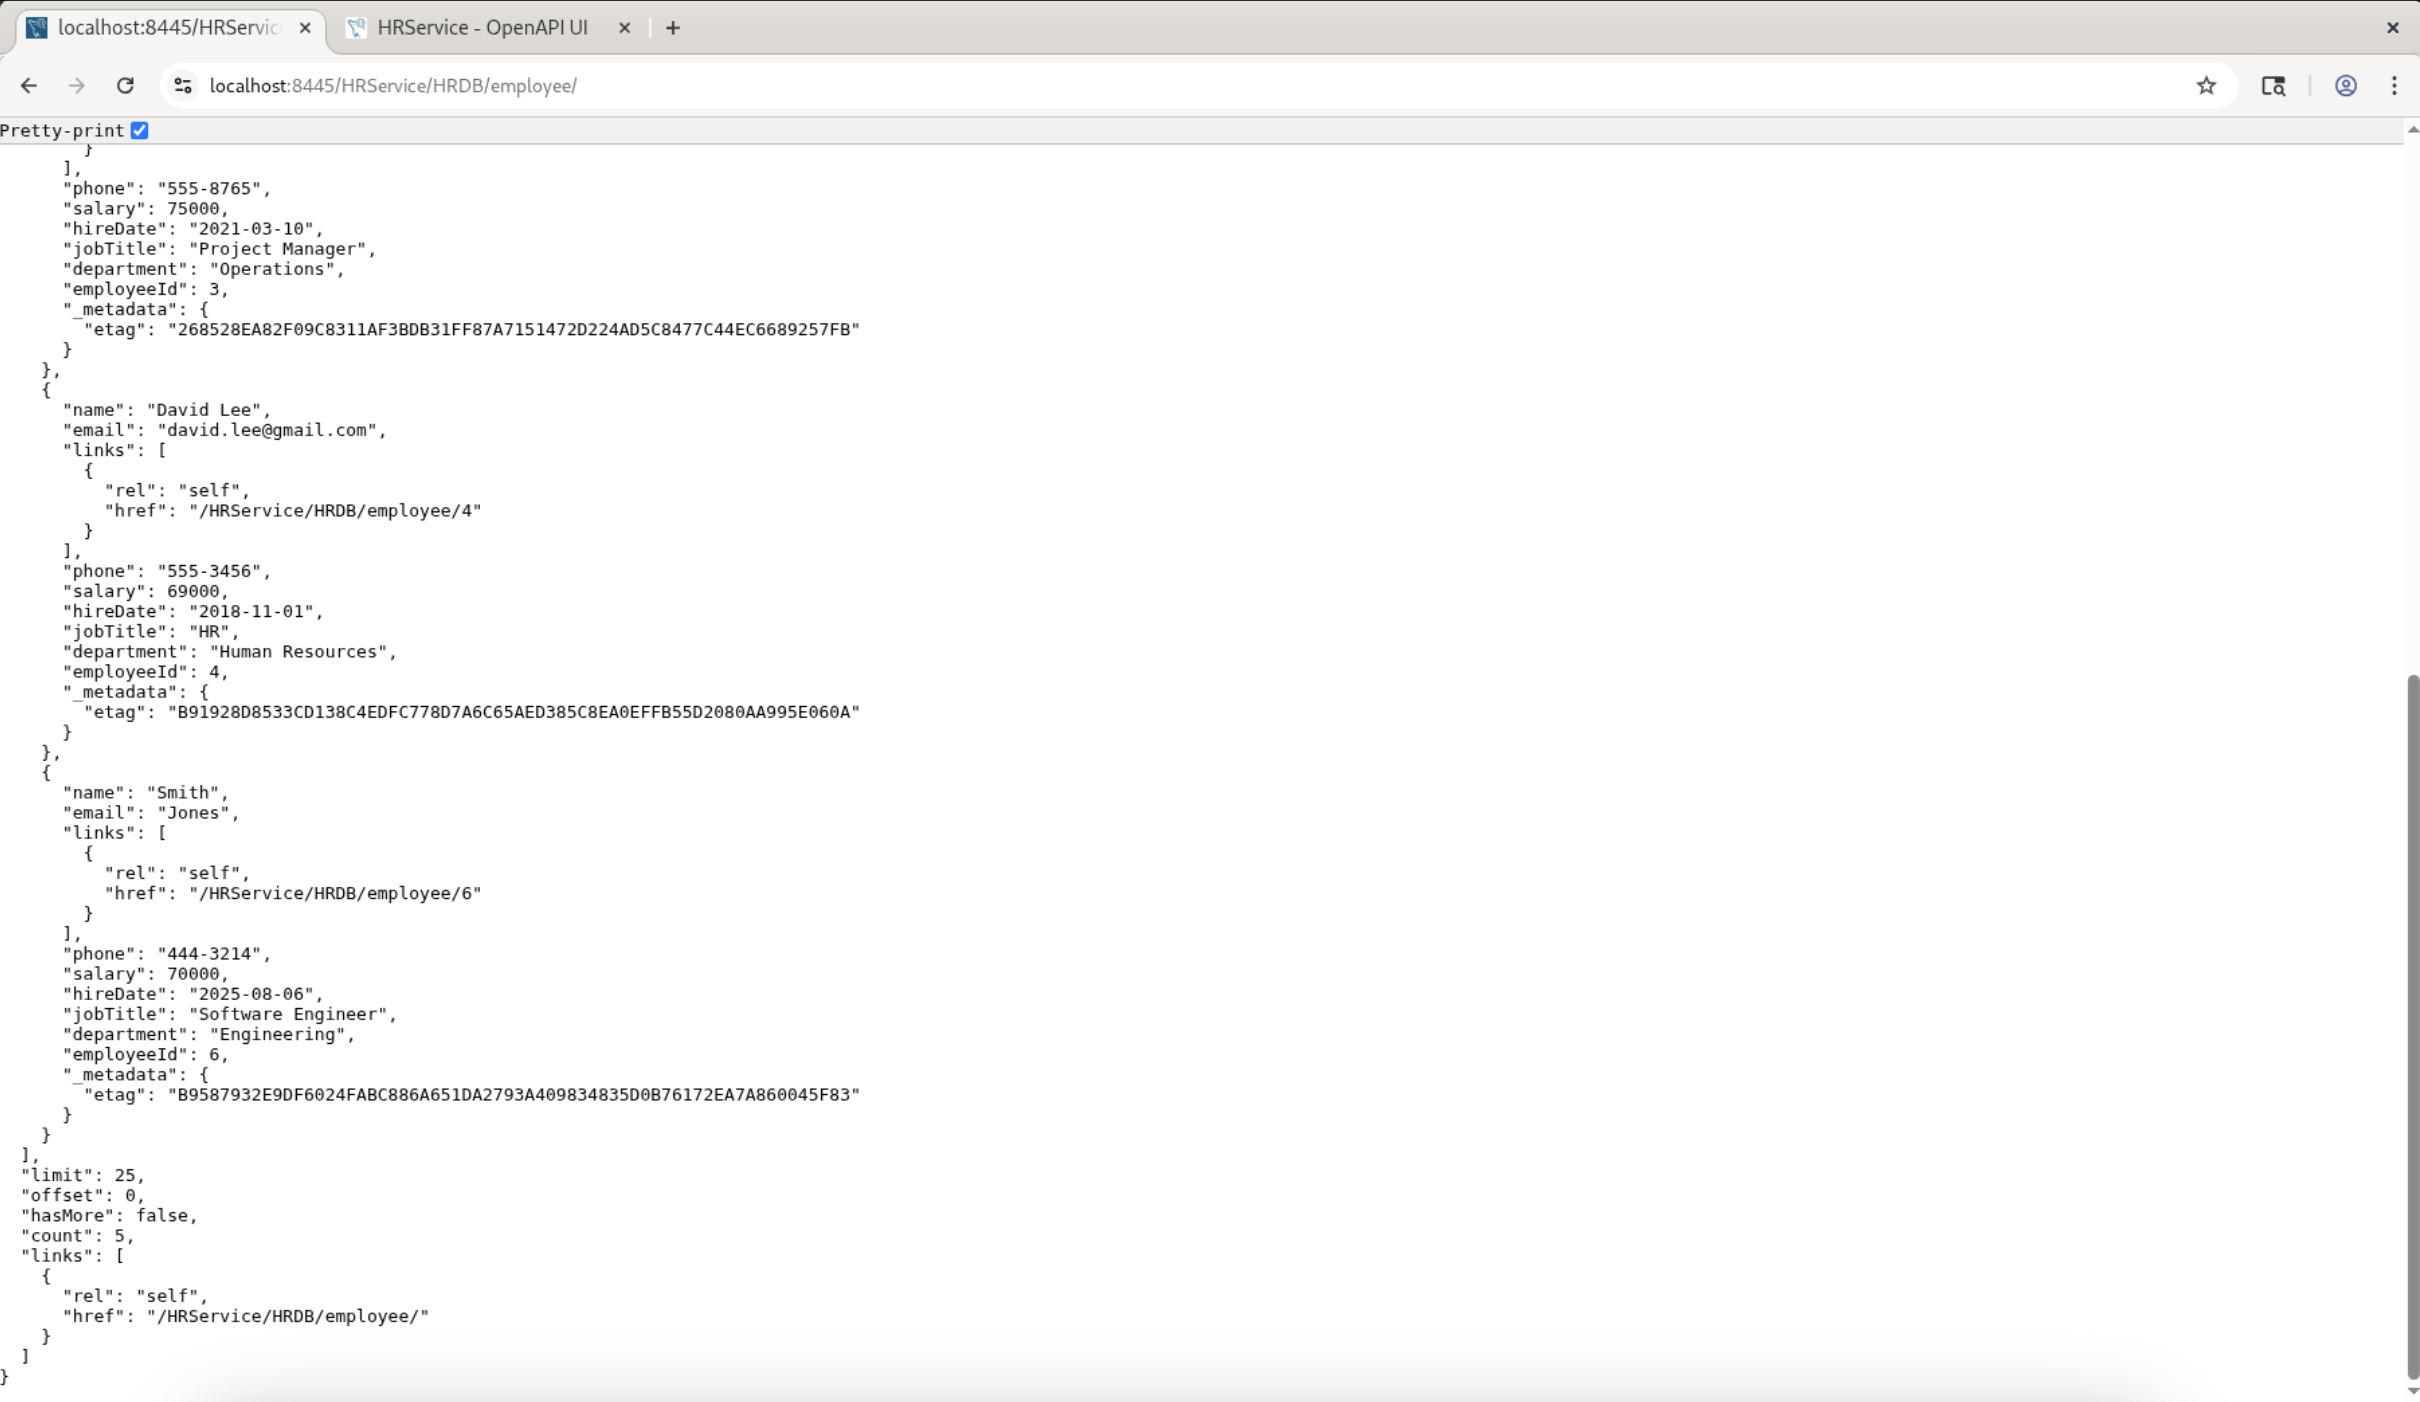 localhost:8445/HRServic
HRService - OpenAPI UI
localhost:8445/HRService/HRDB/employee/
Pretty-print
      }
    ],
    "phone": "555-8765",
    "salary": 75000,
    "hireDate": "2021-03-10",
    "jobTitle": "Project Manager",
    "department": "Operations",
    "employeeId": 3,
    "_metadata": {
      "etag": "268528EA82F09C8311AF3BDB31FF87A7151472D224AD5C8477C44EC6689257FB"
    }
  },
  {
    "name": "David Lee",
    "email": "david.lee@gmail.com",
    "links": [
      {
        "rel": "self",
        "href": "/HRService/HRDB/employee/4"
      }
    ],
    "phone": "555-3456",
    "salary": 69000,
    "hireDate": "2018-11-01",
    "jobTitle": "HR",
    "department": "Human Resources",
    "employeeId": 4,
    "_metadata": {
      "etag": "B91928D8533CD138C4EDFC778D7A6C65AED385C8EA0EFFB55D2080AA995E060A"
    }
  },
  {
    "name": "Smith",
    "email": "Jones",
    "links": [
      {
        "rel": "self",
        "href": "/HRService/HRDB/employee/6"
      }
    ],
    "phone": "444-3214",
    "salary": 70000,
    "hireDate": "2025-08-06",
    "jobTitle": "Software Engineer",
    "department": "Engineering",
    "employeeId": 6,
    "_metadata": {
      "etag": "B9587932E9DF6024FABC886A651DA2793A409834835D0B76172EA7A860045F83"
    }
  }
],
"limit": 25,
"offset": 0,
"hasMore": false,
"count": 5,
"links": [
  {
    "rel": "self",
    "href": "/HRService/HRDB/employee/"
  }
]
}